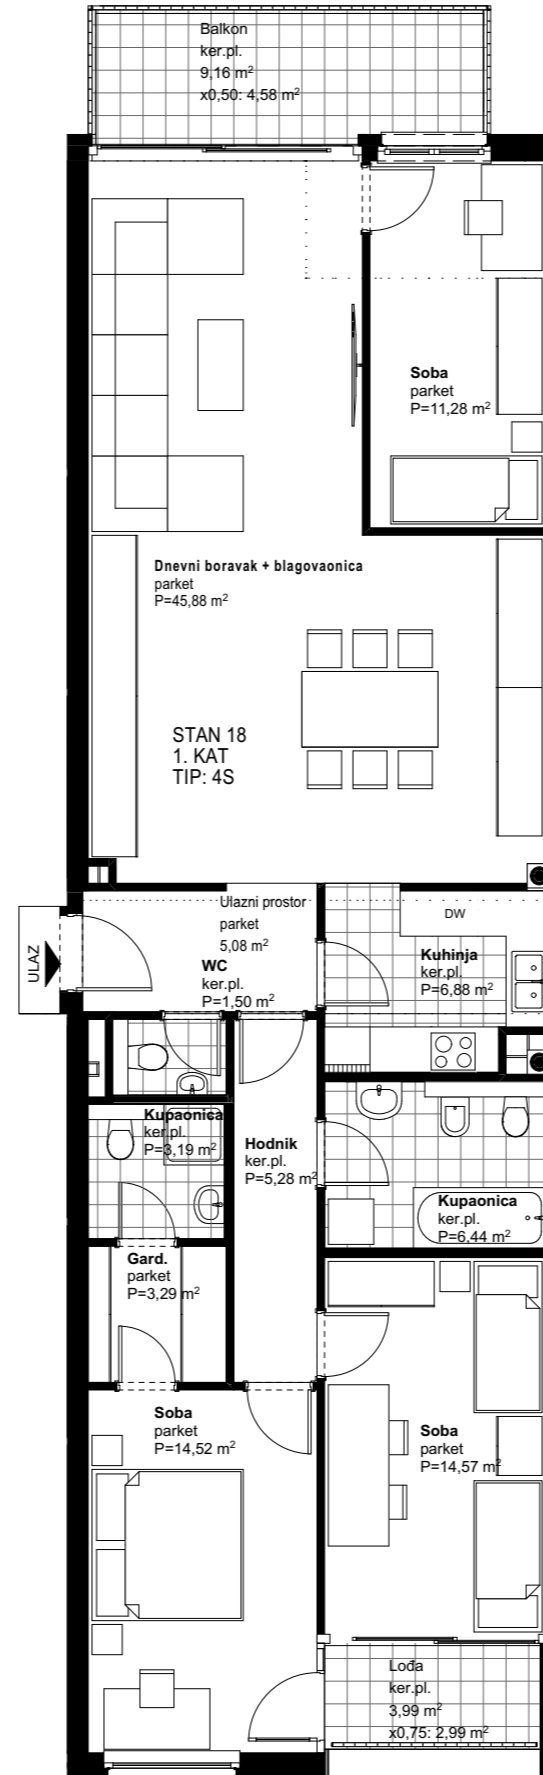 Balkon
ker.pl.
9,16 m²
x0,50: 4,58 m²
Soba
parket
P=11,28 m²
Dnevni boravak + blagovaonica
parket
P=45,88 m²
STAN 18
1. KAT
TIP: 4S
Ulazni prostor
parket
5,08 m²
ULAZ
WC
ker.pl.
P=1,50 m²
DW
Kuhinja
ker.pl.
P=6,88 m²
Kupaonica
ker.pl.
P=3,19 m²
Hodnik
ker.pl.
P=5,28 m²
Kupaonica
ker.pl.
P=6,44 m²
Gard.
parket
P=3,29 m²
Soba
parket
P=14,52 m²
Soba
parket
P=14,57 m²
Lođa
ker.pl.
3,99 m²
x0,75: 2,99 m²